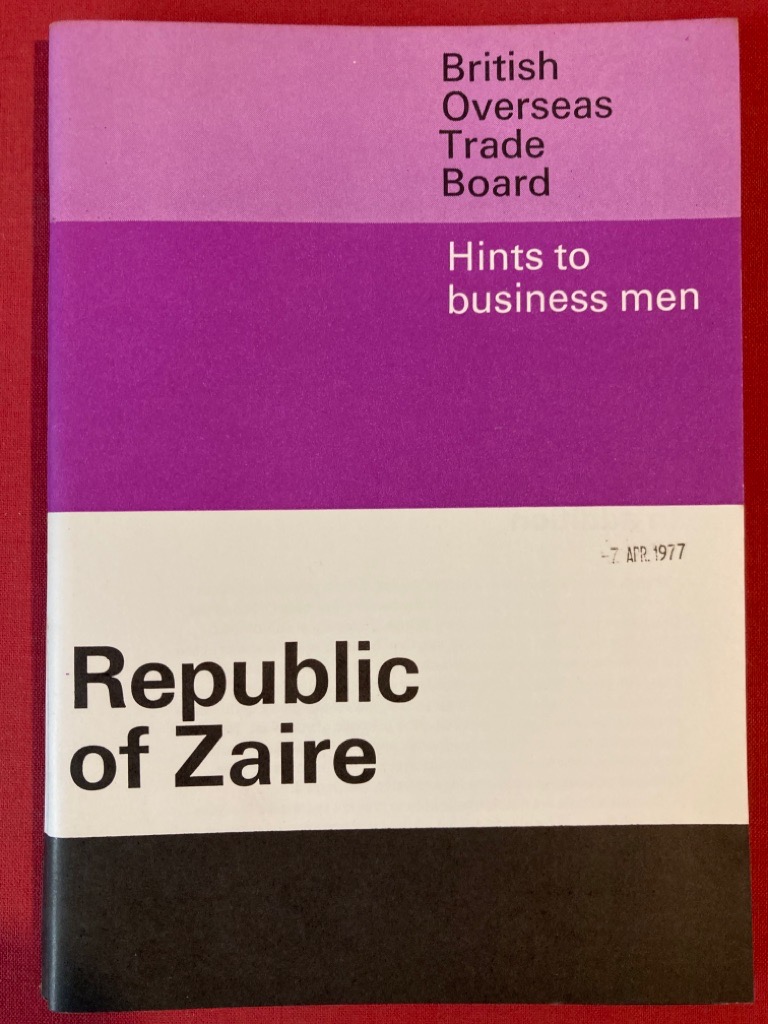 British
Overseas
Trade
Board
Hints to
business men
-7 APR. 1977
Republic
of Zaire